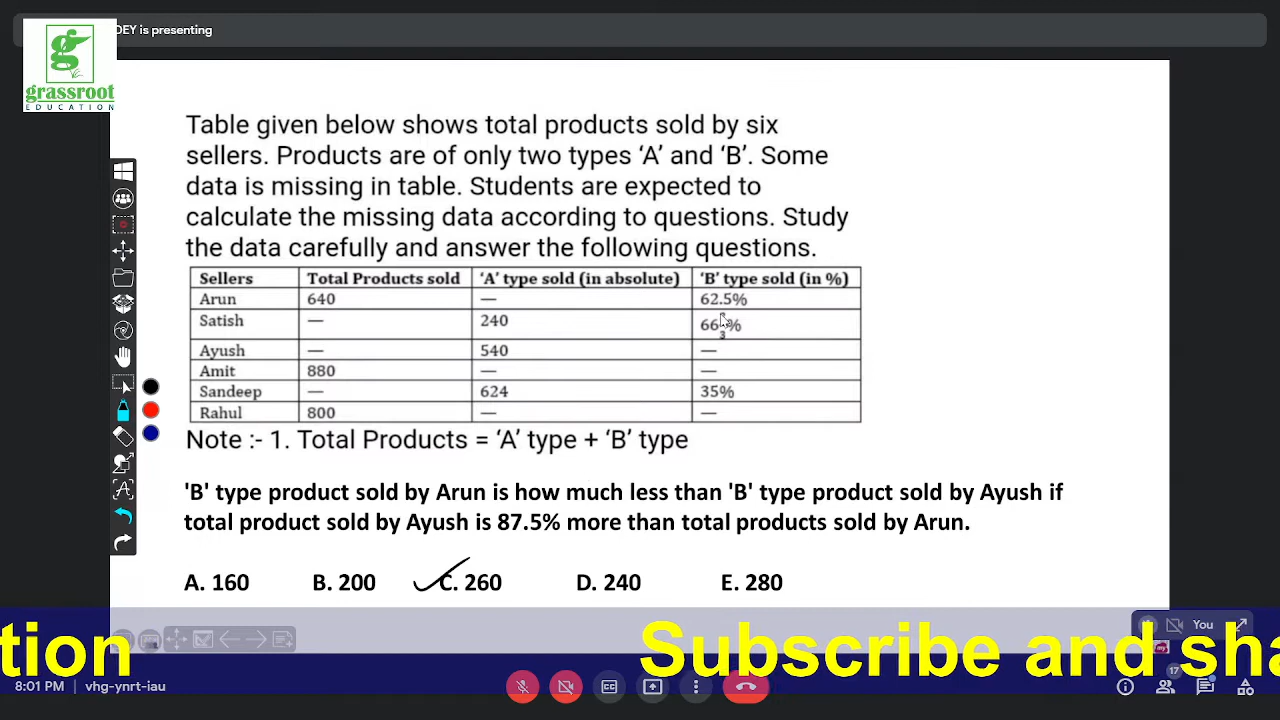 DEY is presenting
g
grassroot
EDUCATION
Table given below shows total products sold by six
sellers. Products are of only two types ‘A’ and ‘B’. Some
data is missing in table. Students are expected to
calculate the missing data according to questions. Study
the data carefully and answer the following questions.
Sellers Total Products sold ‘A’ type sold (in absolute) ‘B’ type sold (in %)
Arun 640 — 62.5%
Satish — 240 66 %
Ayush — 540 —
Amit 880 — —
Sandeep — 624 35%
Rahul 800 — —
Note :- 1. Total Products = ‘A’ type + ‘B’ type
'B' type product sold by Arun is how much less than 'B' type product sold by Ayush if
total product sold by Ayush is 87.5% more than total products sold by Arun.
A. 160 B. 200 C. 260 D. 240 E. 280
You
tion Subscribe and sha
8:01 PM vhg-ynrt-iau
17